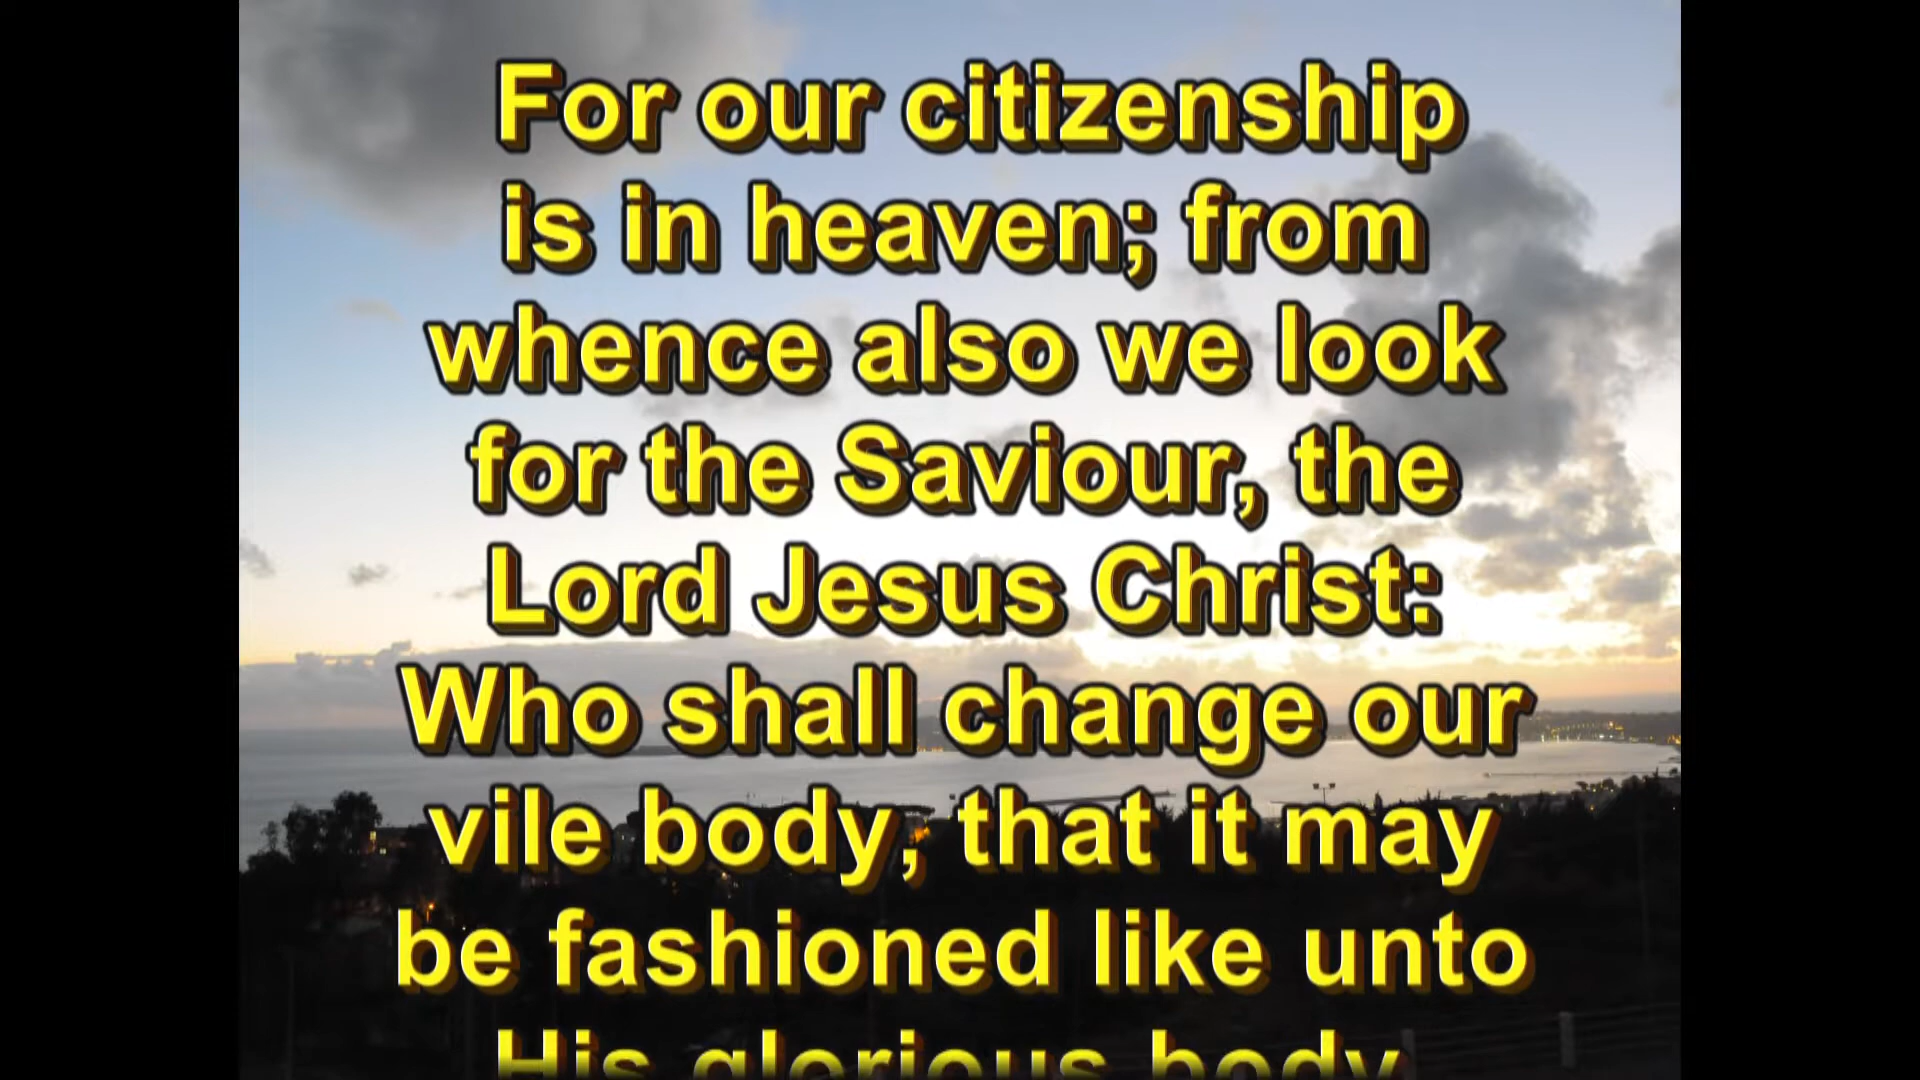 For our citizenship
is in heaven; from
whence also we look
for the Saviour, the
Lord Jesus Christ:
Who shall change our
vile body, that it may
be fashioned like unto
His glorious body